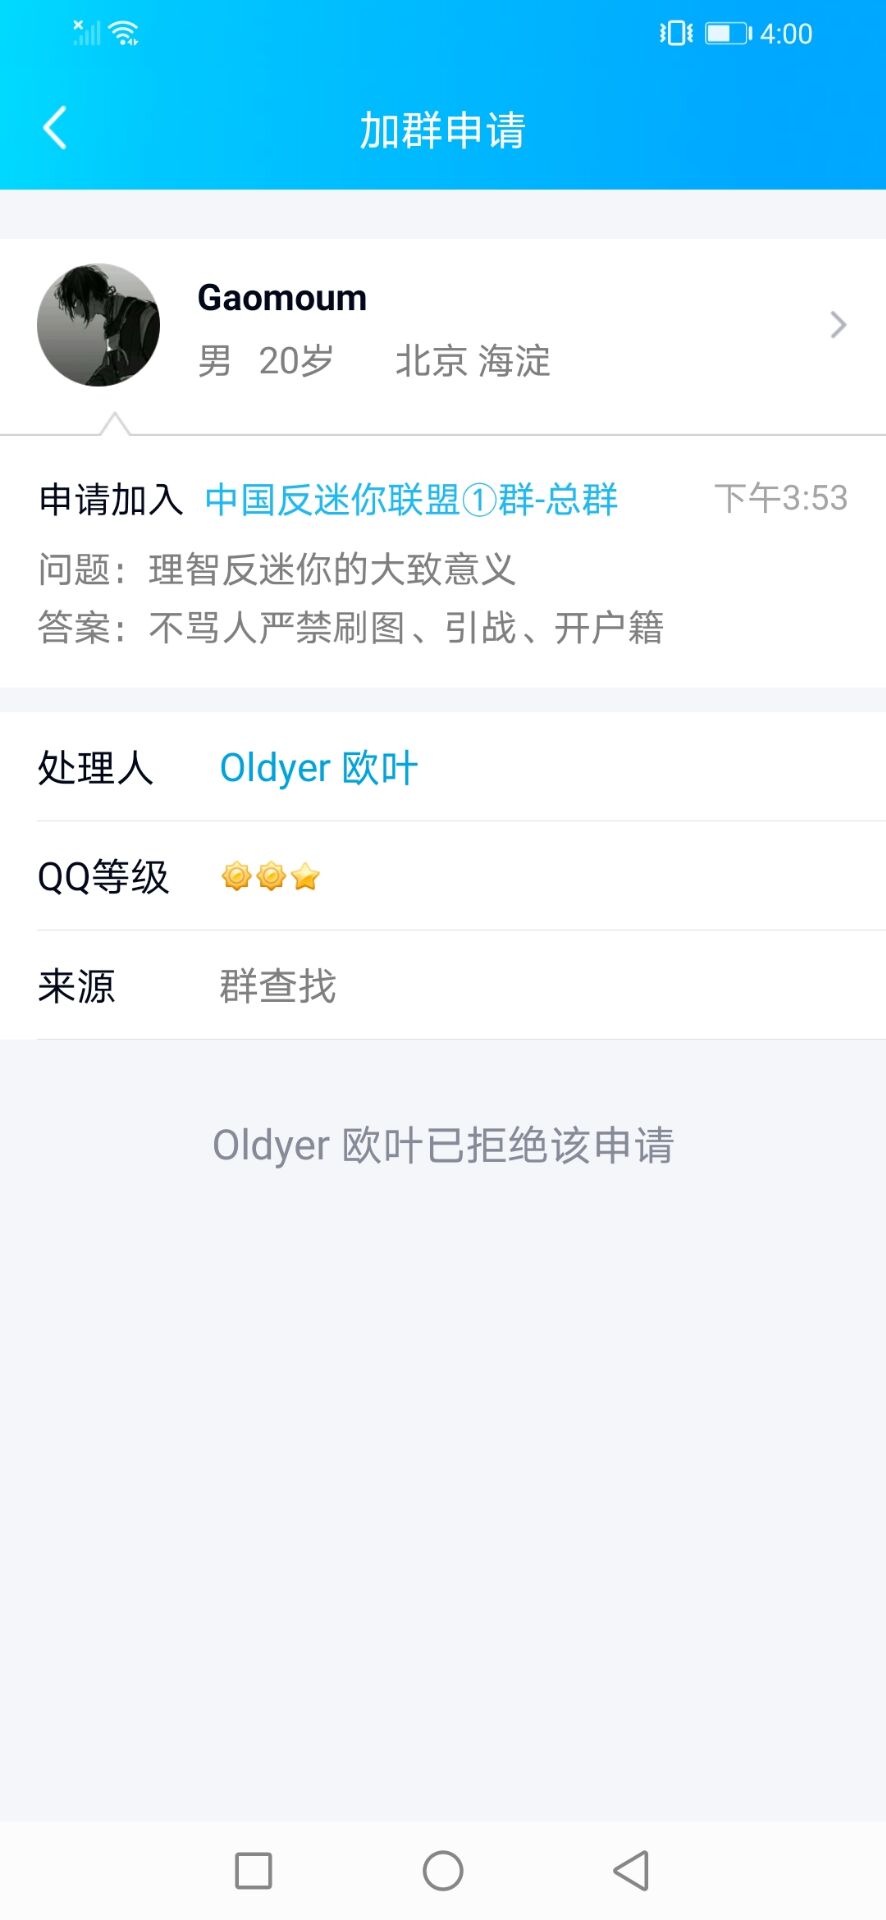 4:00
加群申请
Gaomoum
男 20岁 北京 海淀
申请加入 中国反迷你联盟①群-总群 下午3:53
问题：理智反迷你的大致意义
答案：不骂人严禁刷图、引战、开户籍
处理人 Oldyer 欧叶
QQ等级
来源 群查找
Oldyer 欧叶已拒绝该申请